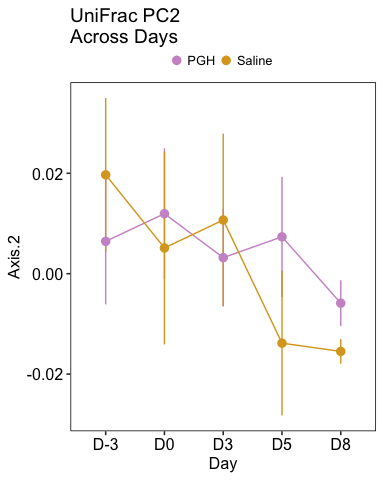 UniFrac PC2
Across Days
PGH Saline
0.02
0.00
-0.02
Axis.2
D-3 D0 D3 D5 D8
Day